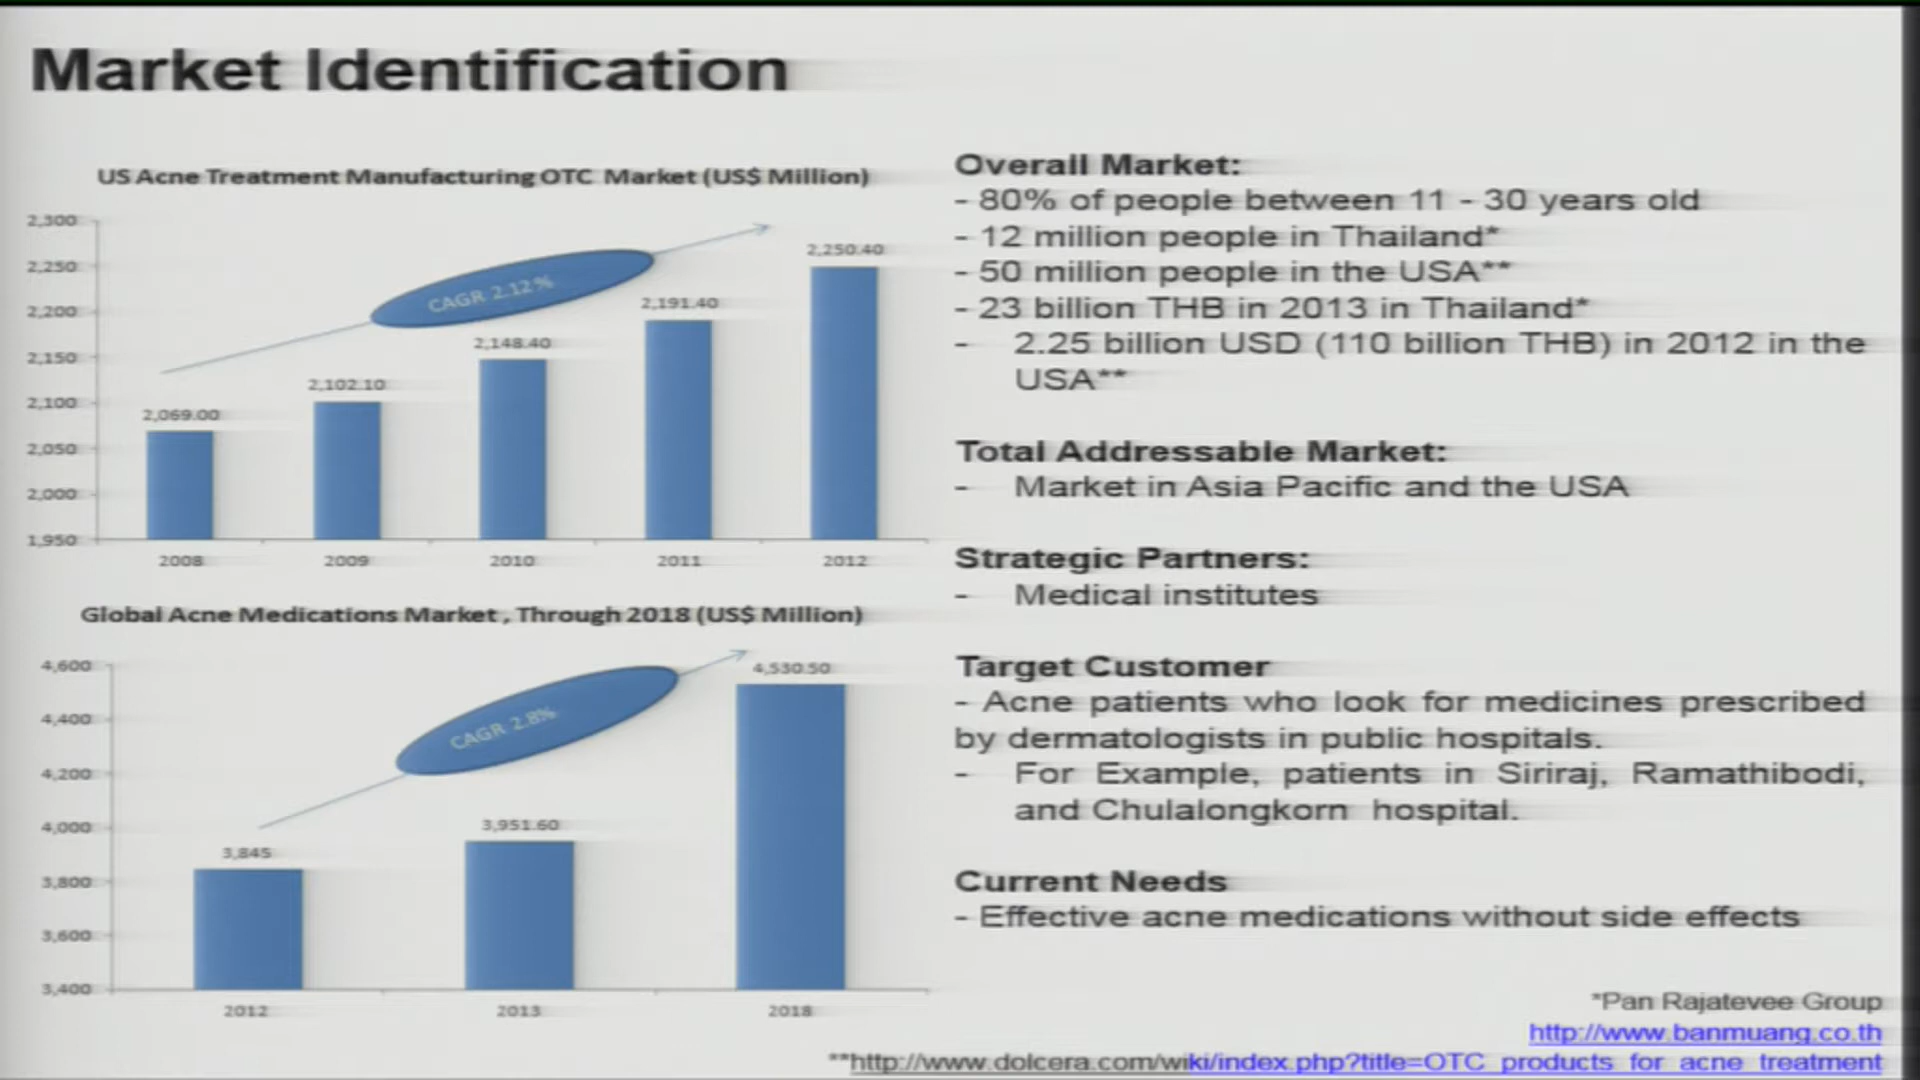 Market Identification
US Acne Treatment Manufacturing OTC Market (US$ Million)
2,300
2,250
2,200
2,150
2,100
2,050
2,000
1,950
CAGR 2.12%
2,069.00
2,102.10
2,148.40
2,191.40
2,250.40
2008
2009
2010
2011
2012
Global Acne Medications Market, Through 2018 (US$ Million)
4,600
4,400
4,200
4,000
3,800
3,600
3,400
CAGR 2.8%
3,845
3,951.60
4,530.50
2012
2013
2018
Overall Market:
- 80% of people between 11 - 30 years old
- 12 million people in Thailand*
- 50 million people in the USA**
- 23 billion THB in 2013 in Thailand*
- 2.25 billion USD (110 billion THB) in 2012 in the
USA**
Total Addressable Market:
- Market in Asia Pacific and the USA
Strategic Partners:
- Medical institutes
Target Customer
- Acne patients who look for medicines prescribed
by dermatologists in public hospitals.
- For Example, patients in Siriraj, Ramathibodi,
and Chulalongkorn hospital.
Current Needs
- Effective acne medications without side effects
*Pan Rajatevee Group
http://www.banmuang.co.th
**http://www.dolcera.com/wiki/index.php?title=OTC_products_for_acne_treatment